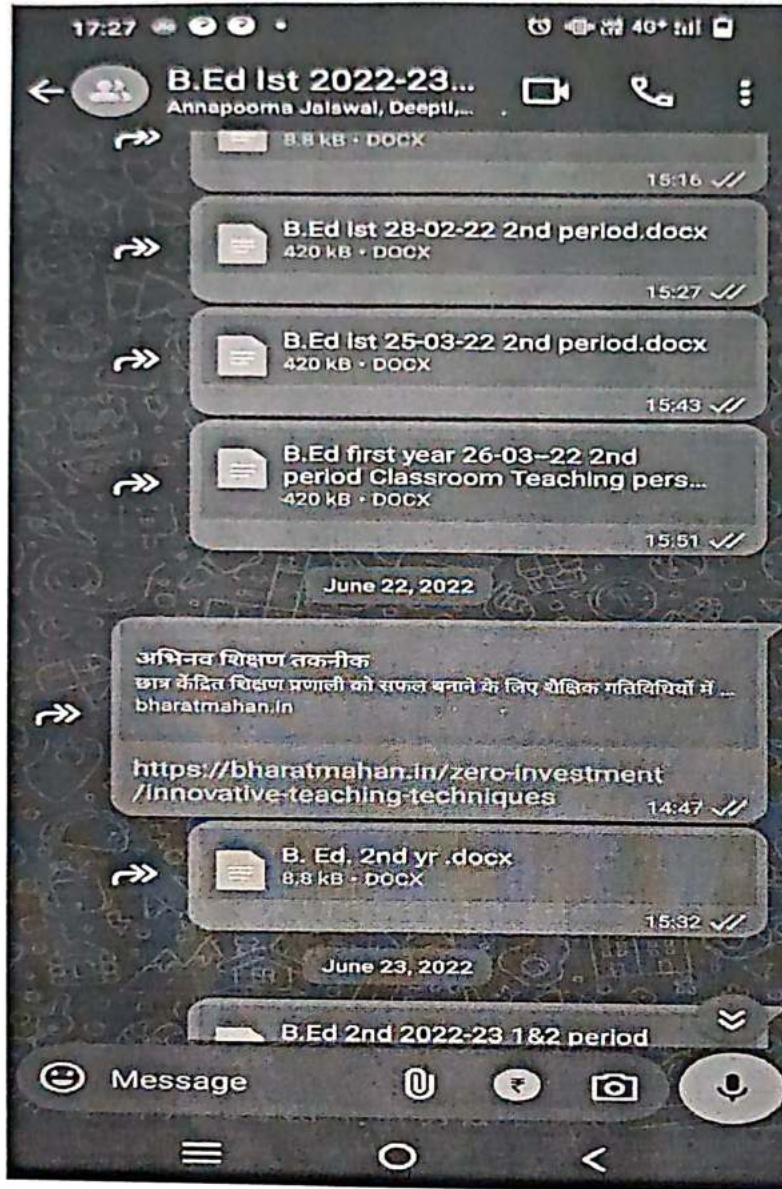 17:27
4G+
B.Ed Ist 2022-23...
Annapoorna Jaiswal, Deepti,...
8.8 kB • DOCX
15:16
B.Ed Ist 28-02-22 2nd period.docx
420 kB • DOCX
15:27
B.Ed Ist 25-03-22 2nd period.docx
420 kB • DOCX
15:43
B.Ed first year 26-03--22 2nd
period Classroom Teaching pers...
420 kB • DOCX
15:51
June 22, 2022
अभिनव शिक्षण तकनीक
छात्र केंद्रित शिक्षण प्रणाली को सफल बनाने के लिए शैक्षिक गतिविधियों में ...
bharatmahan.in
https://bharatmahan.in/zero-investment
/innovative-teaching-techniques
14:47
B. Ed. 2nd yr .docx
8,8 kB • DOCX
15:32
June 23, 2022
B.Ed 2nd 2022-23 1&2 period
Message
₹